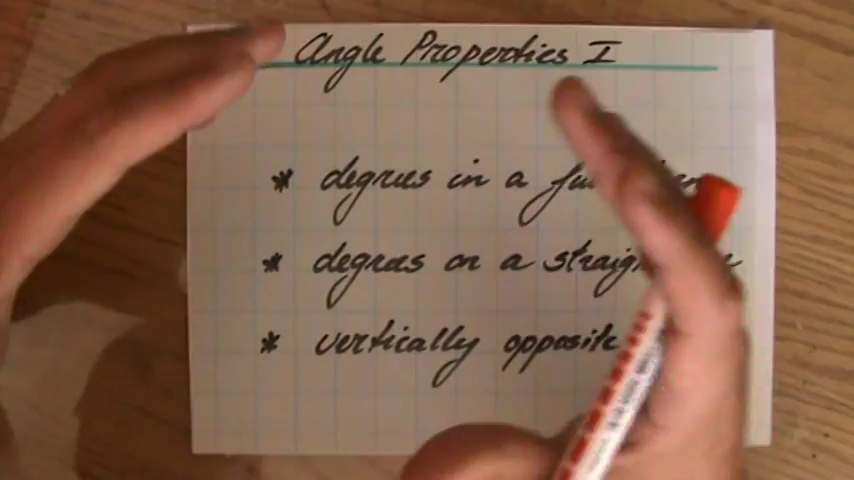 Angle Properties I
* degrees in a
* degrees on a
* vertically opposite